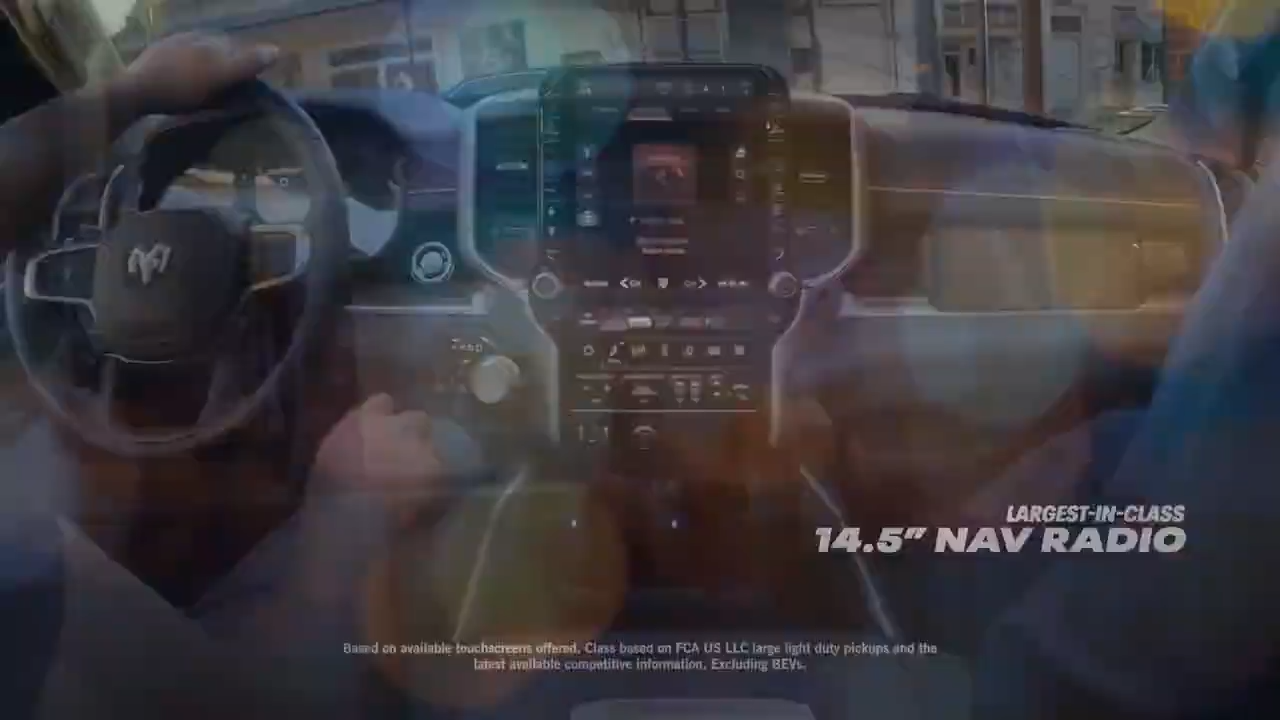 LARGEST-IN-CLASS
14.5” NAV RADIO
Based on available touchscreens offered. Class based on FCA US LLC large light duty pickups and the
latest available competitive information. Excluding BEVs.